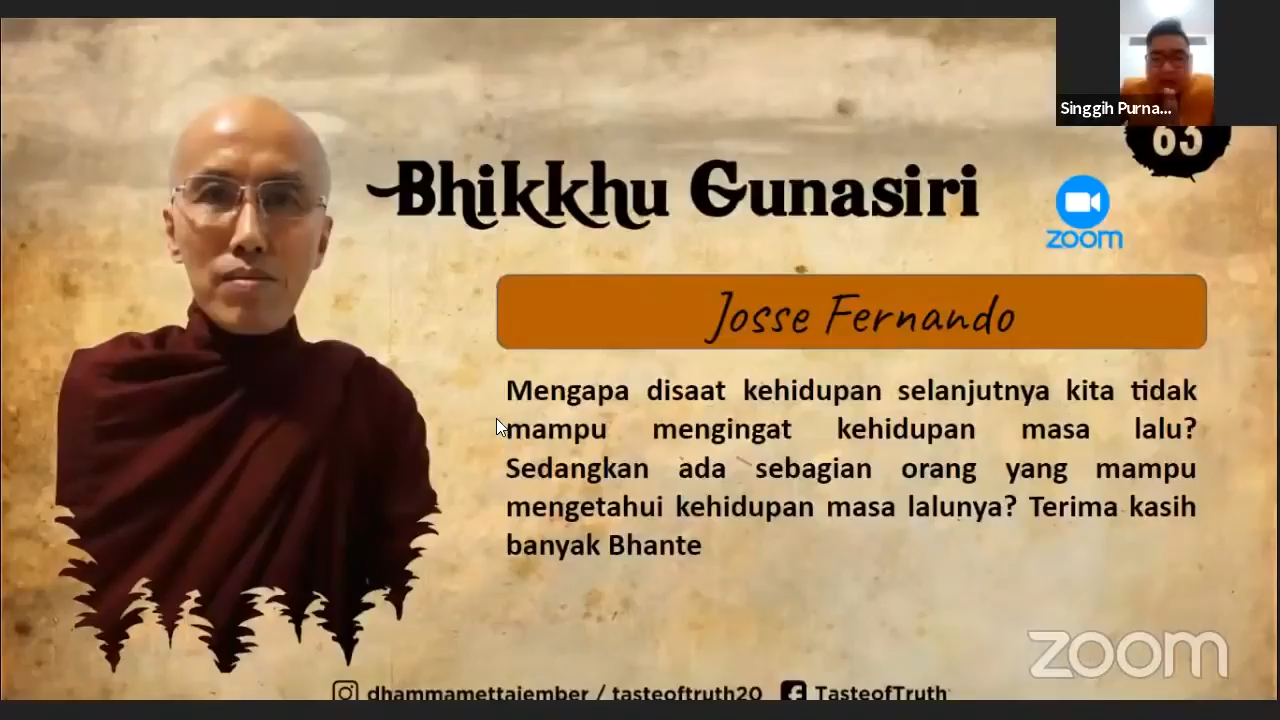 Singgih Purna...
63
Bhikkhu Gunasiri
zoom
Josse Fernando
Mengapa disaat kehidupan selanjutnya kita tidak
mampu mengingat kehidupan masa lalu?
Sedangkan ada sebagian orang yang mampu
mengetahui kehidupan masa lalunya? Terima kasih
banyak Bhante
zoom
dhammamettajember / tasteoftruth20 TasteofTruth